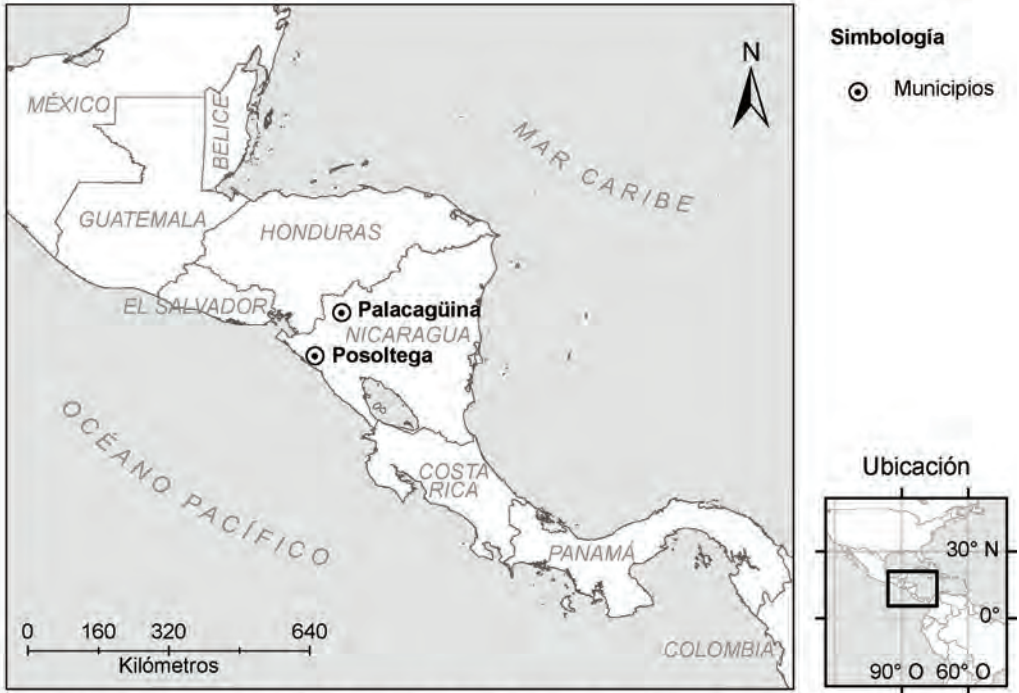 MÉXICO
BELICE
GUATEMALA
HONDURAS
EL SALVADOR
Palacagüina
NICARAGUA
Posoltega
COSTA
RICA
PANAMÁ
COLOMBIA
MAR CARIBE
OCÉANO PACÍFICO
N
0 160 320 640
Kilómetros
Simbología
Municipios
Ubicación
30° N
0°
90° O 60° O